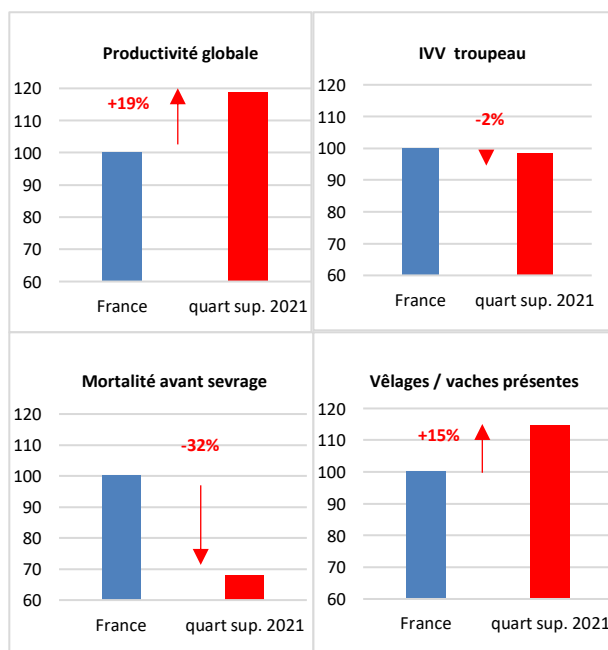 Productivité globale
120
110
100
90
80
70
60
+19%
France
quart sup. 2021
IVV troupeau
120
110
100
90
80
70
60
-2%
France
quart sup. 2021
Mortalité avant sevrage
120
110
100
90
80
70
60
-32%
France
quart sup. 2021
Vêlages / vaches présentes
120
110
100
90
80
70
60
+15%
France
quart sup. 2021